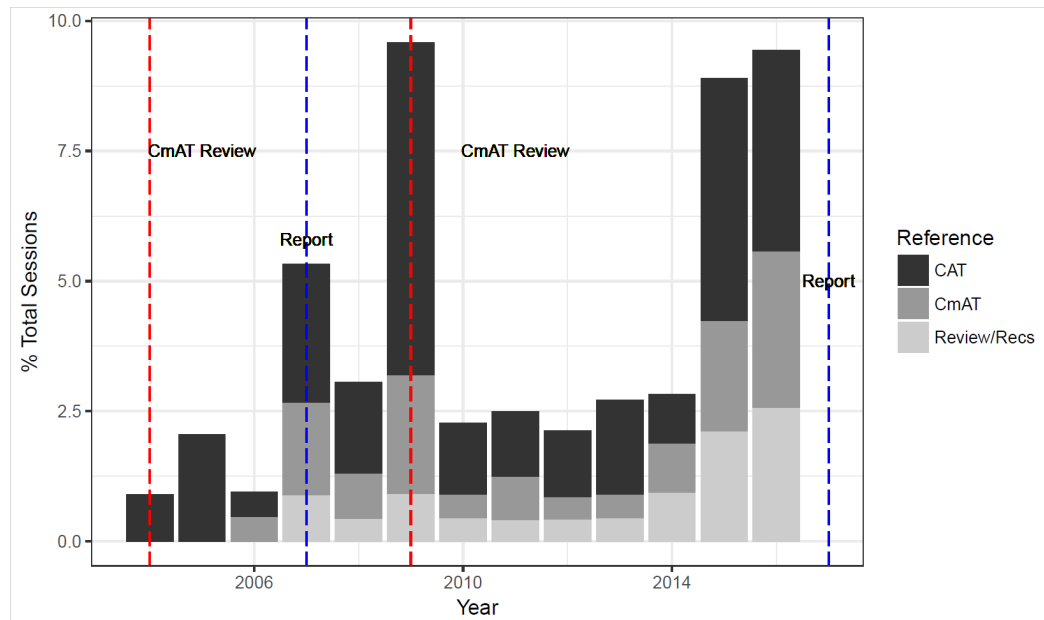 10.0
7.5
5.0
2.5
0.0
% Total Sessions
CmAT Review
CmAT Review
Report
Report
2006
2010
2014
Year
Reference
CAT
CmAT
Review/Recs